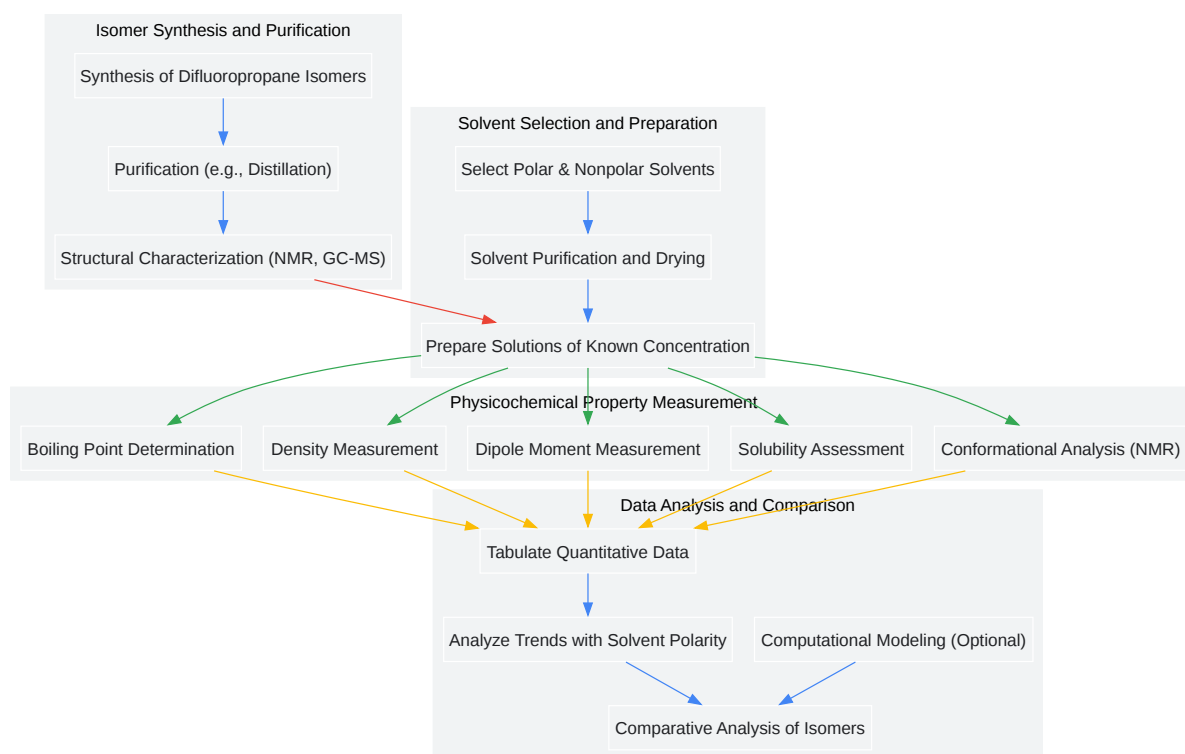 Isomer Synthesis and Purification
Synthesis of Difluoropropane Isomers
Purification (e.g., Distillation)
Structural Characterization (NMR, GC-MS)
Solvent Selection and Preparation
Select Polar & Nonpolar Solvents
Solvent Purification and Drying
Prepare Solutions of Known Concentration
Physicochemical Property Measurement
Boiling Point Determination
Density Measurement
Dipole Moment Measurement
Solubility Assessment
Conformational Analysis (NMR)
Data Analysis and Comparison
Tabulate Quantitative Data
Analyze Trends with Solvent Polarity
Computational Modeling (Optional)
Comparative Analysis of Isomers